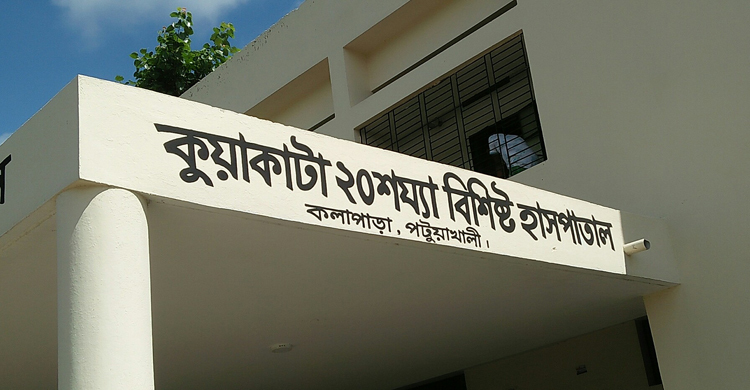 কুয়াকাটা ২০শয্যা বিশিষ্ট হাসপাতাল
কলাপাড়া, পটুয়াখালী।